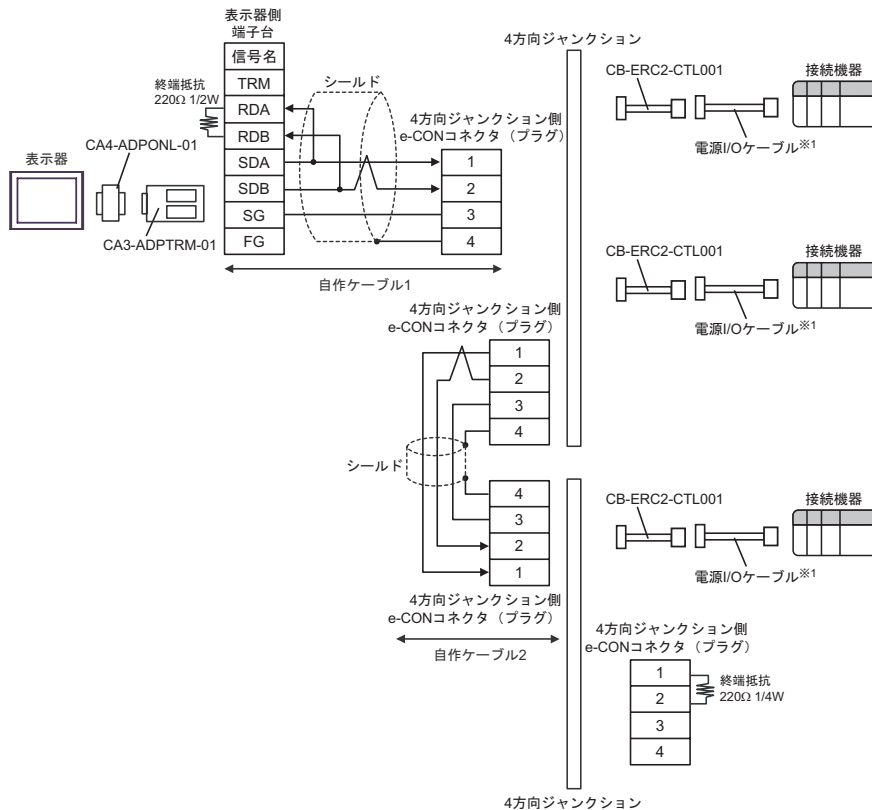 表示器側
端子台
信号名
TRM
RDA
RDB
SDA
SDB
SG
FG
終端抵抗
220Ω 1/2W
シールド
4方向ジャンクション側
e-CONコネクタ（プラグ）
1
2
3
4
表示器
CA4-ADPONL-01
CA3-ADPTRM-01
自作ケーブル1
4方向ジャンクション
CB-ERC2-CTL001
接続機器
電源I/Oケーブル※1
CB-ERC2-CTL001
接続機器
電源I/Oケーブル※1
4方向ジャンクション側
e-CONコネクタ（プラグ）
1
2
3
4
シールド
4
3
2
1
4方向ジャンクション側
e-CONコネクタ（プラグ）
自作ケーブル2
CB-ERC2-CTL001
接続機器
電源I/Oケーブル※1
4方向ジャンクション側
e-CONコネクタ（プラグ）
1
2
3
4
終端抵抗
220Ω 1/4W
4方向ジャンクション